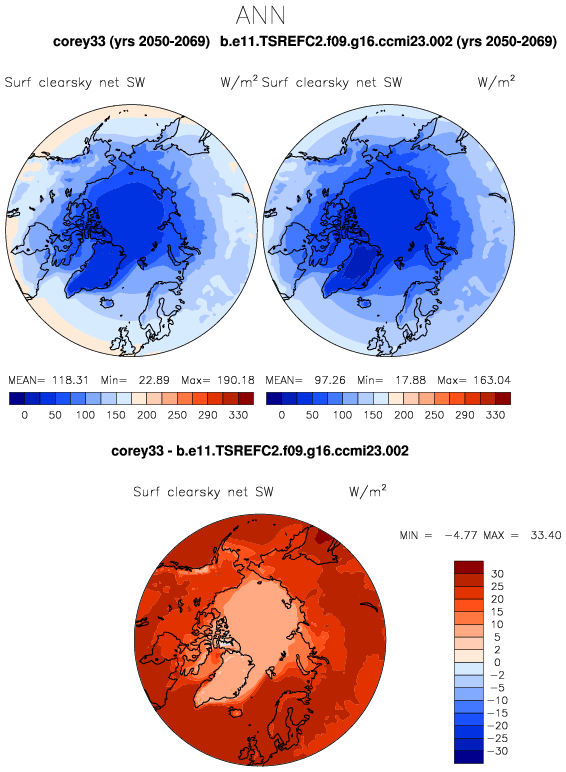 ANN
corey33 (yrs 2050-2069) b.e11.TSREFC2.f09.g16.ccmi23.002 (yrs 2050-2069)
Surf clearsky net SW W/m² Surf clearsky net SW W/m²
MEAN= 118.31 Min= 22.89 Max= 190.18 MEAN= 97.26 Min= 17.88 Max= 163.04
0 50 100 150 200 250 290 330 0 50 100 150 200 250 290 330
corey33 - b.e11.TSREFC2.f09.g16.ccmi23.002
Surf clearsky net SW W/m²
MIN = -4.77 MAX = 33.40
30
25
20
15
10
5
2
0
-2
-5
-10
-15
-20
-25
-30